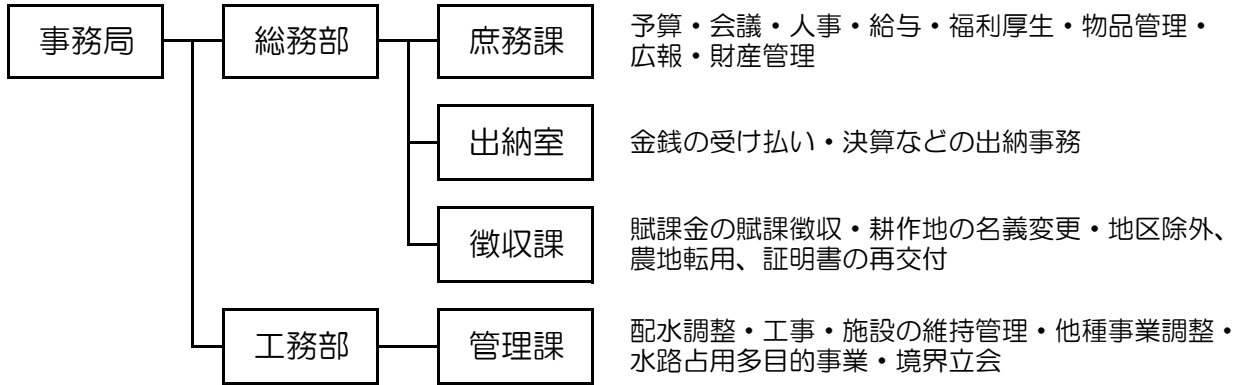 事務局
総務部
庶務課
予算・会議・人事・給与・福利厚生・物品管理・
広報・財産管理
出納室
金銭の受け払い・決算などの出納事務
徴収課
賦課金の賦課徴収・耕作地の名義変更・地区除外、
農地転用、証明書の再交付
工務部
管理課
配水調整・工事・施設の維持管理・他種事業調整・
水路占用多目的事業・境界立会